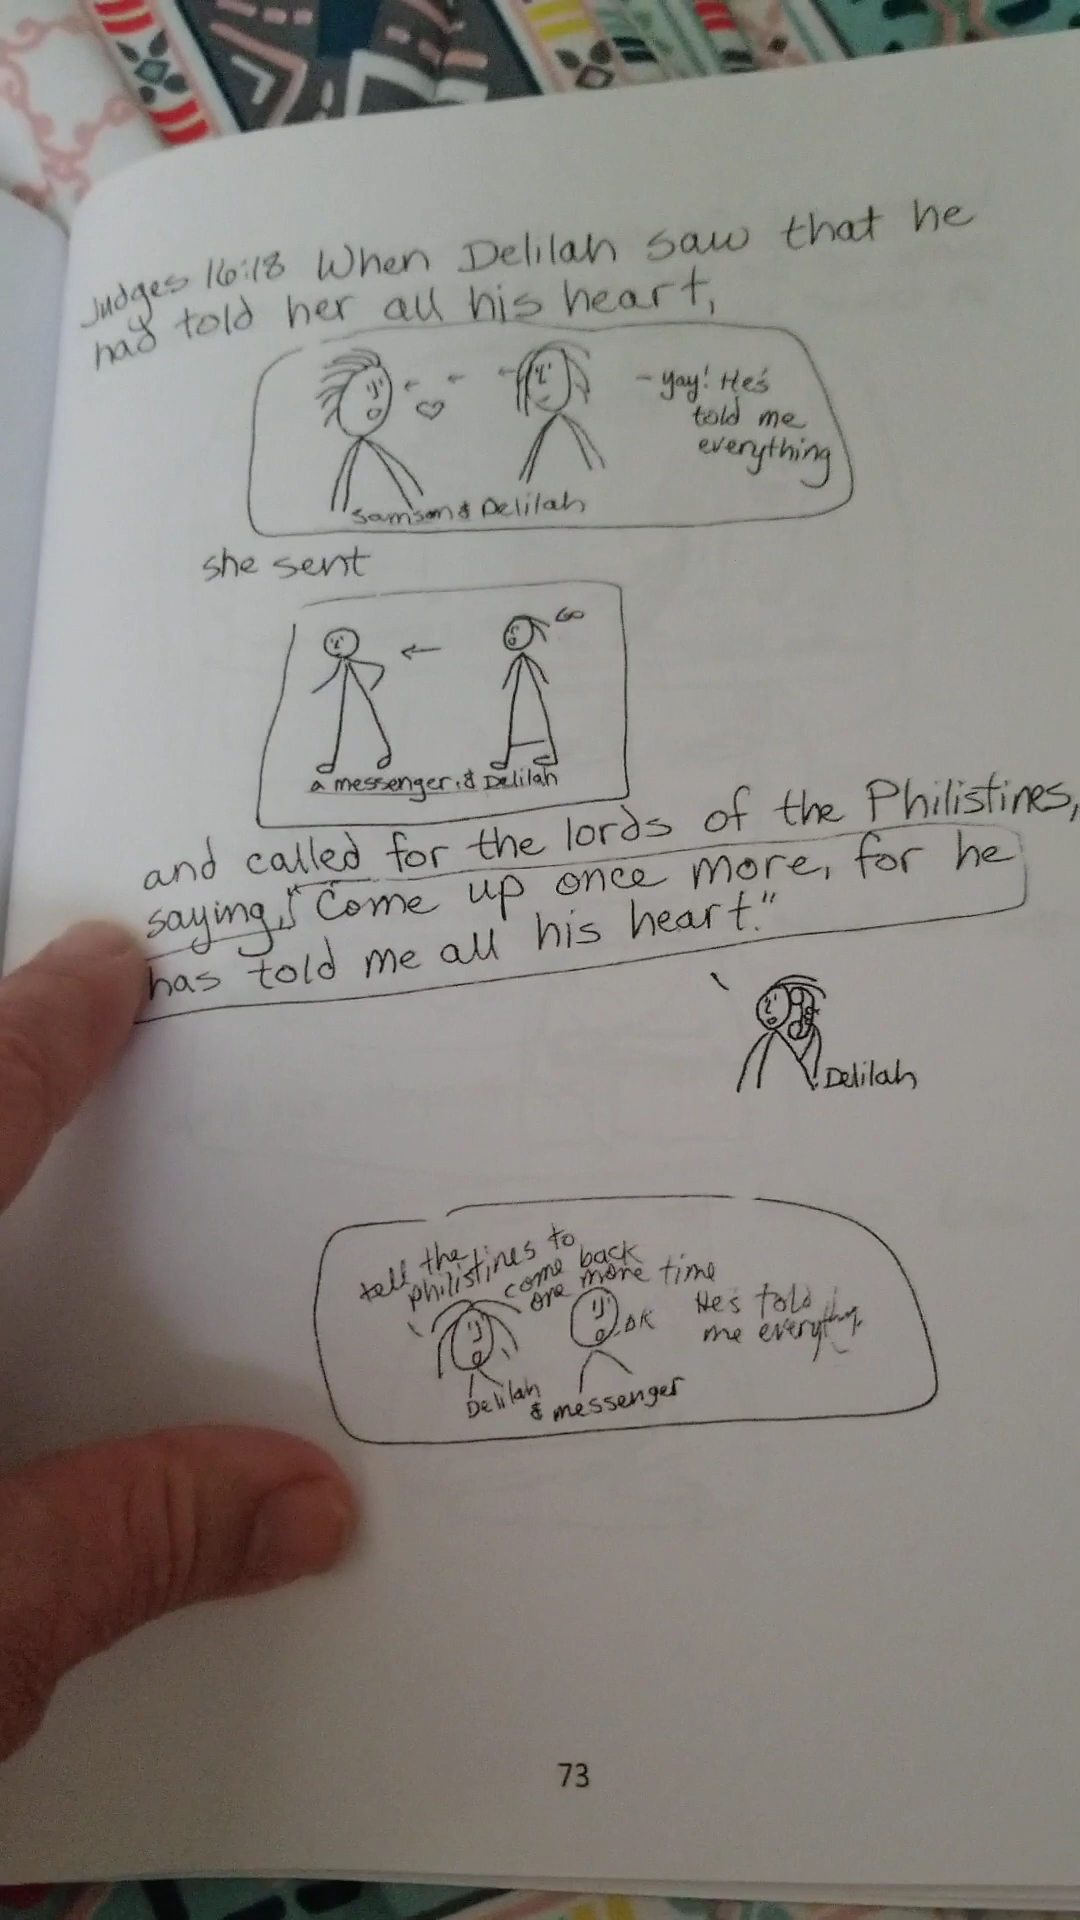 Judges 16:18 When Delilah saw that he
had told her all his heart,
- yay! He's
told me
everything
Samson & Delilah
she sent
Go
a messenger & Delilah
and called for the lords of the Philistines,
saying, "Come up once more, for he
has told me all his heart."
Delilah
tell the
philistines to
come back
one more time
He's told
me everything
OK
Delilah
& messenger
73